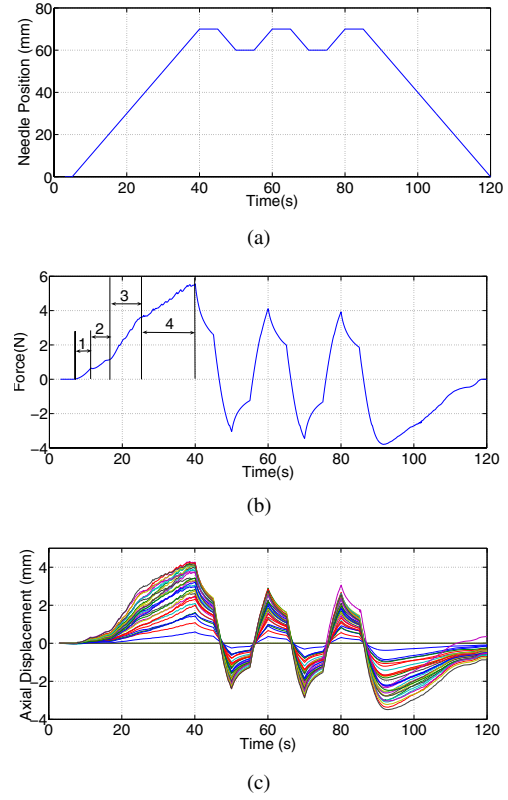 80
60
40
20
0
Needle Position (mm)
0 20 40 60 80 100 120
Time(s)
(a)
6
4
2
0
−2
−4
Force(N)
1 2 3 4
0 20 40 60 80 100 120
Time(s)
(b)
4
2
0
−2
−4
Axial Displacement (mm)
0 20 40 60 80 100 120
Time (s)
(c)